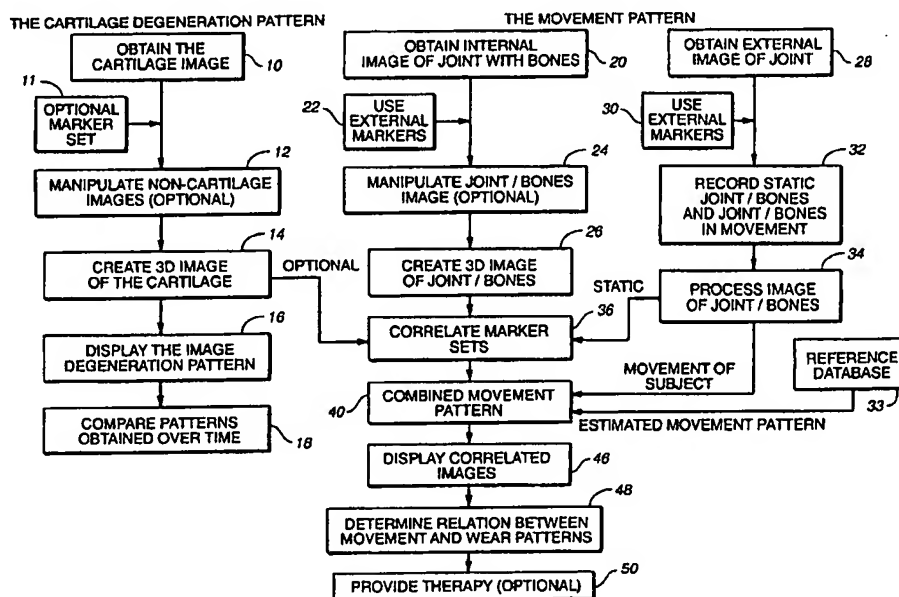 THE CARTILAGE DEGENERATION PATTERN
OBTAIN THE
CARTILAGE IMAGE
10
11
OPTIONAL
MARKER
SET
12
MANIPULATE NON-CARTILAGE
IMAGES (OPTIONAL)
14
CREATE 3D IMAGE
OF THE CARTILAGE
OPTIONAL
16
DISPLAY THE IMAGE
DEGENERATION PATTERN
COMPARE PATTERNS
OBTAINED OVER TIME
18
THE MOVEMENT PATTERN
OBTAIN INTERNAL
IMAGE OF JOINT WITH BONES
20
22
USE
EXTERNAL
MARKERS
24
MANIPULATE JOINT / BONES
IMAGE (OPTIONAL)
26
CREATE 3D IMAGE
OF JOINT / BONES
STATIC
36
CORRELATE MARKER
SETS
40
COMBINED MOVEMENT
PATTERN
DISPLAY CORRELATED
IMAGES
46
48
DETERMINE RELATION BETWEEN
MOVEMENT AND WEAR PATTERNS
50
PROVIDE THERAPY (OPTIONAL)
OBTAIN EXTERNAL
IMAGE OF JOINT
28
30
USE
EXTERNAL
MARKERS
32
RECORD STATIC
JOINT / BONES
AND JOINT / BONES
IN MOVEMENT
34
PROCESS IMAGE
OF JOINT / BONES
MOVEMENT OF
SUBJECT
REFERENCE
DATABASE
33
ESTIMATED MOVEMENT PATTERN